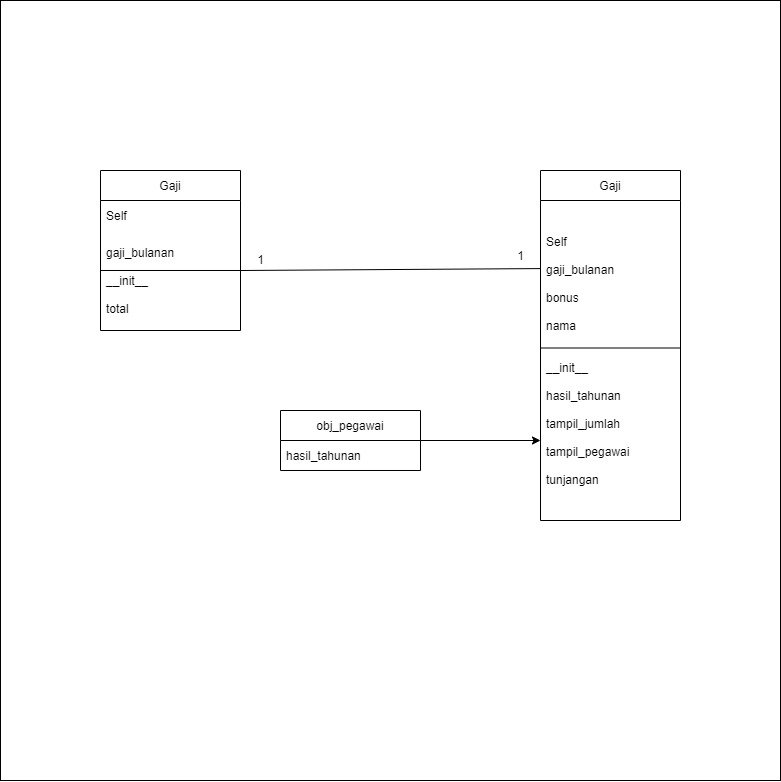 Gaji
Self
gaji_bulanan
__init__
total
1
1
Gaji
Self
gaji_bulanan
bonus
nama
__init__
hasil_tahunan
tampil_jumlah
tampil_pegawai
tunjangan
obj_pegawai
hasil_tahunan